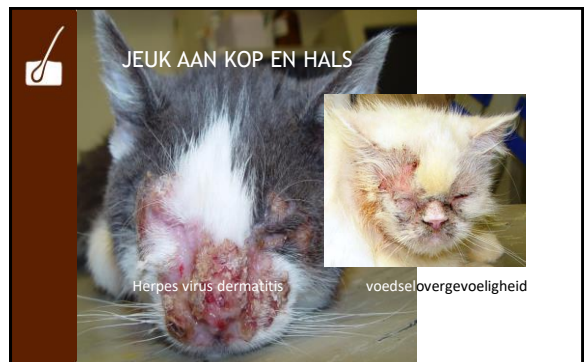 JEUK AAN KOP EN HALS
Herpes virus dermatitis
voedselovergevoeligheid